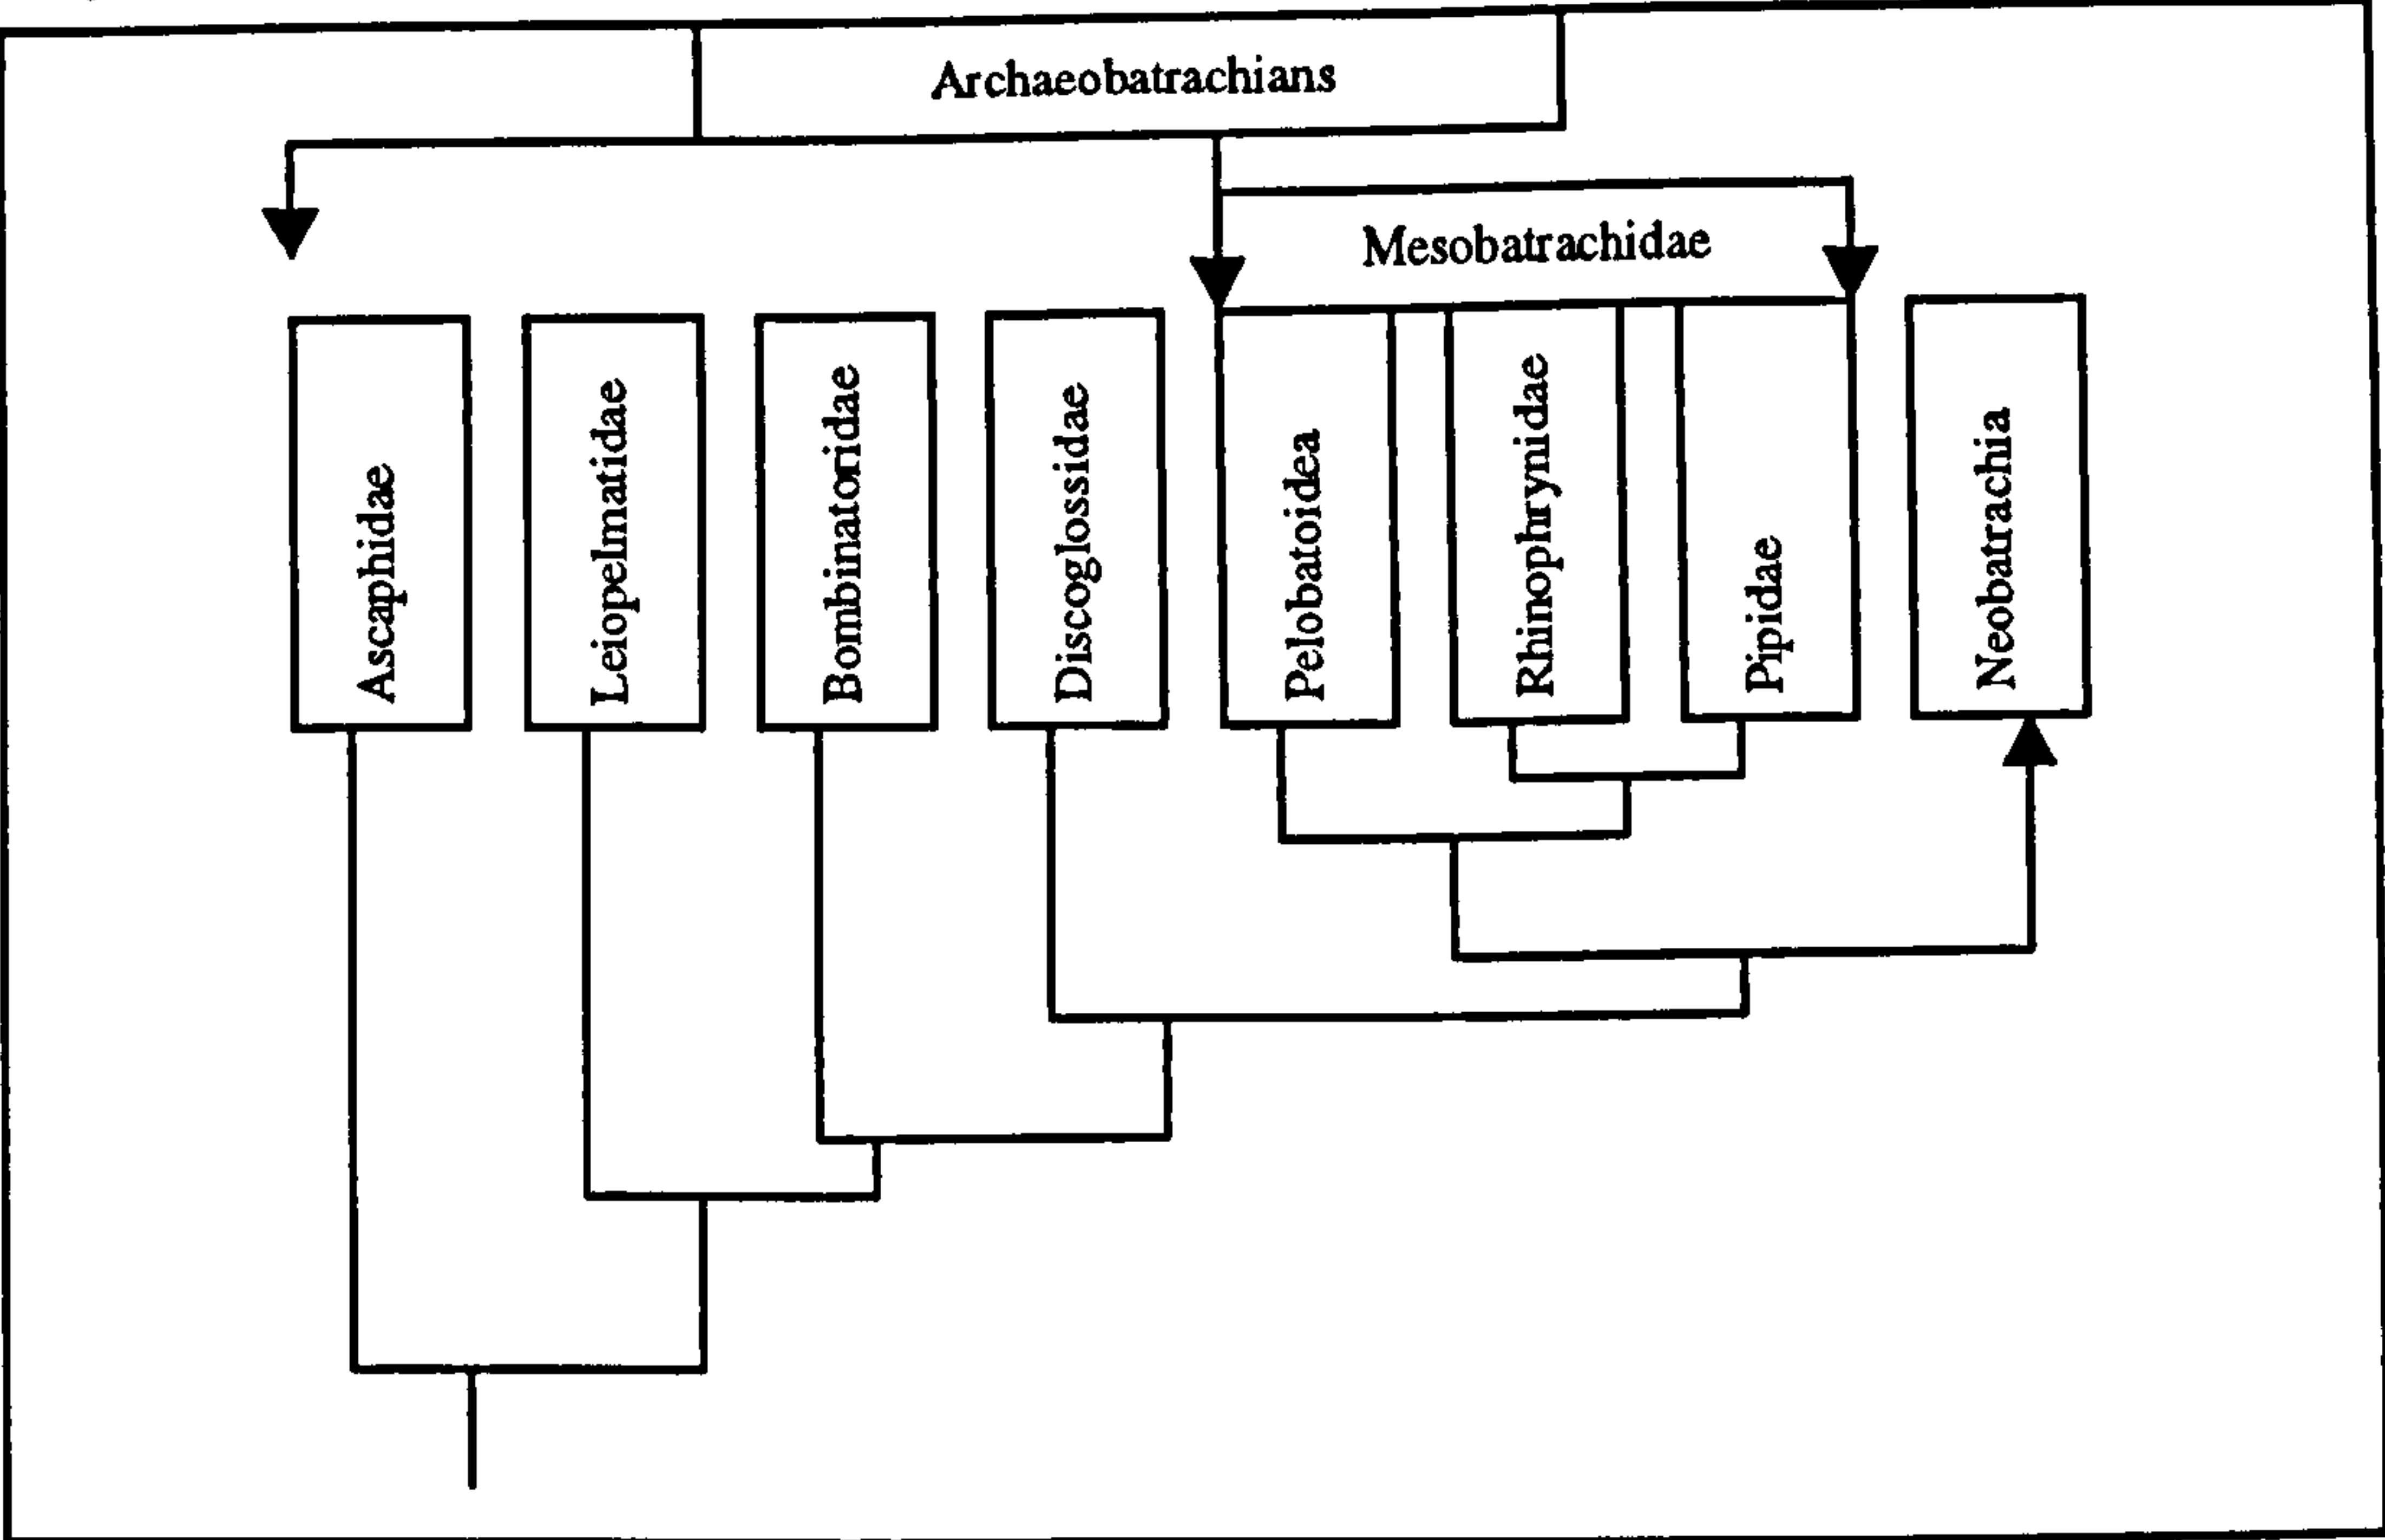 Archaeobatrachians
Mesobatrachidae
Ascaphidae
Leiopelmatidae
Bombinatoridae
Discoglossidae
Pelobatoidea
Rhinophrynidae
Pipidae
Neobatrachia